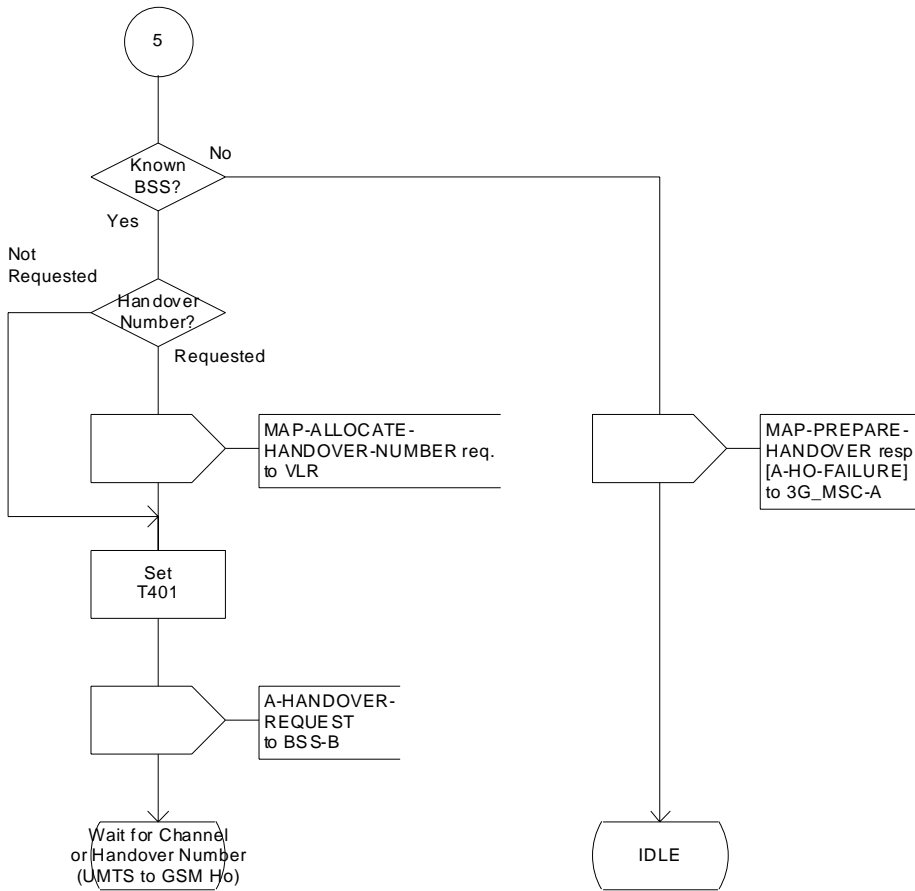 5
Known
BSS?
No
Yes
Not
Requested
Handover
Number?
Requested
MAP-ALLOCATE-
HANDOVER-NUMBER req.
to VLR
MAP-PREPARE-
HANDOVER resp
[A-HO-FAILURE]
to 3G_MSC-A
Set
T401
A-HANDOVER-
REQUEST
to BSS-B
Wait for Channel
or Handover Number
(UMTS to GSM Ho)
IDLE